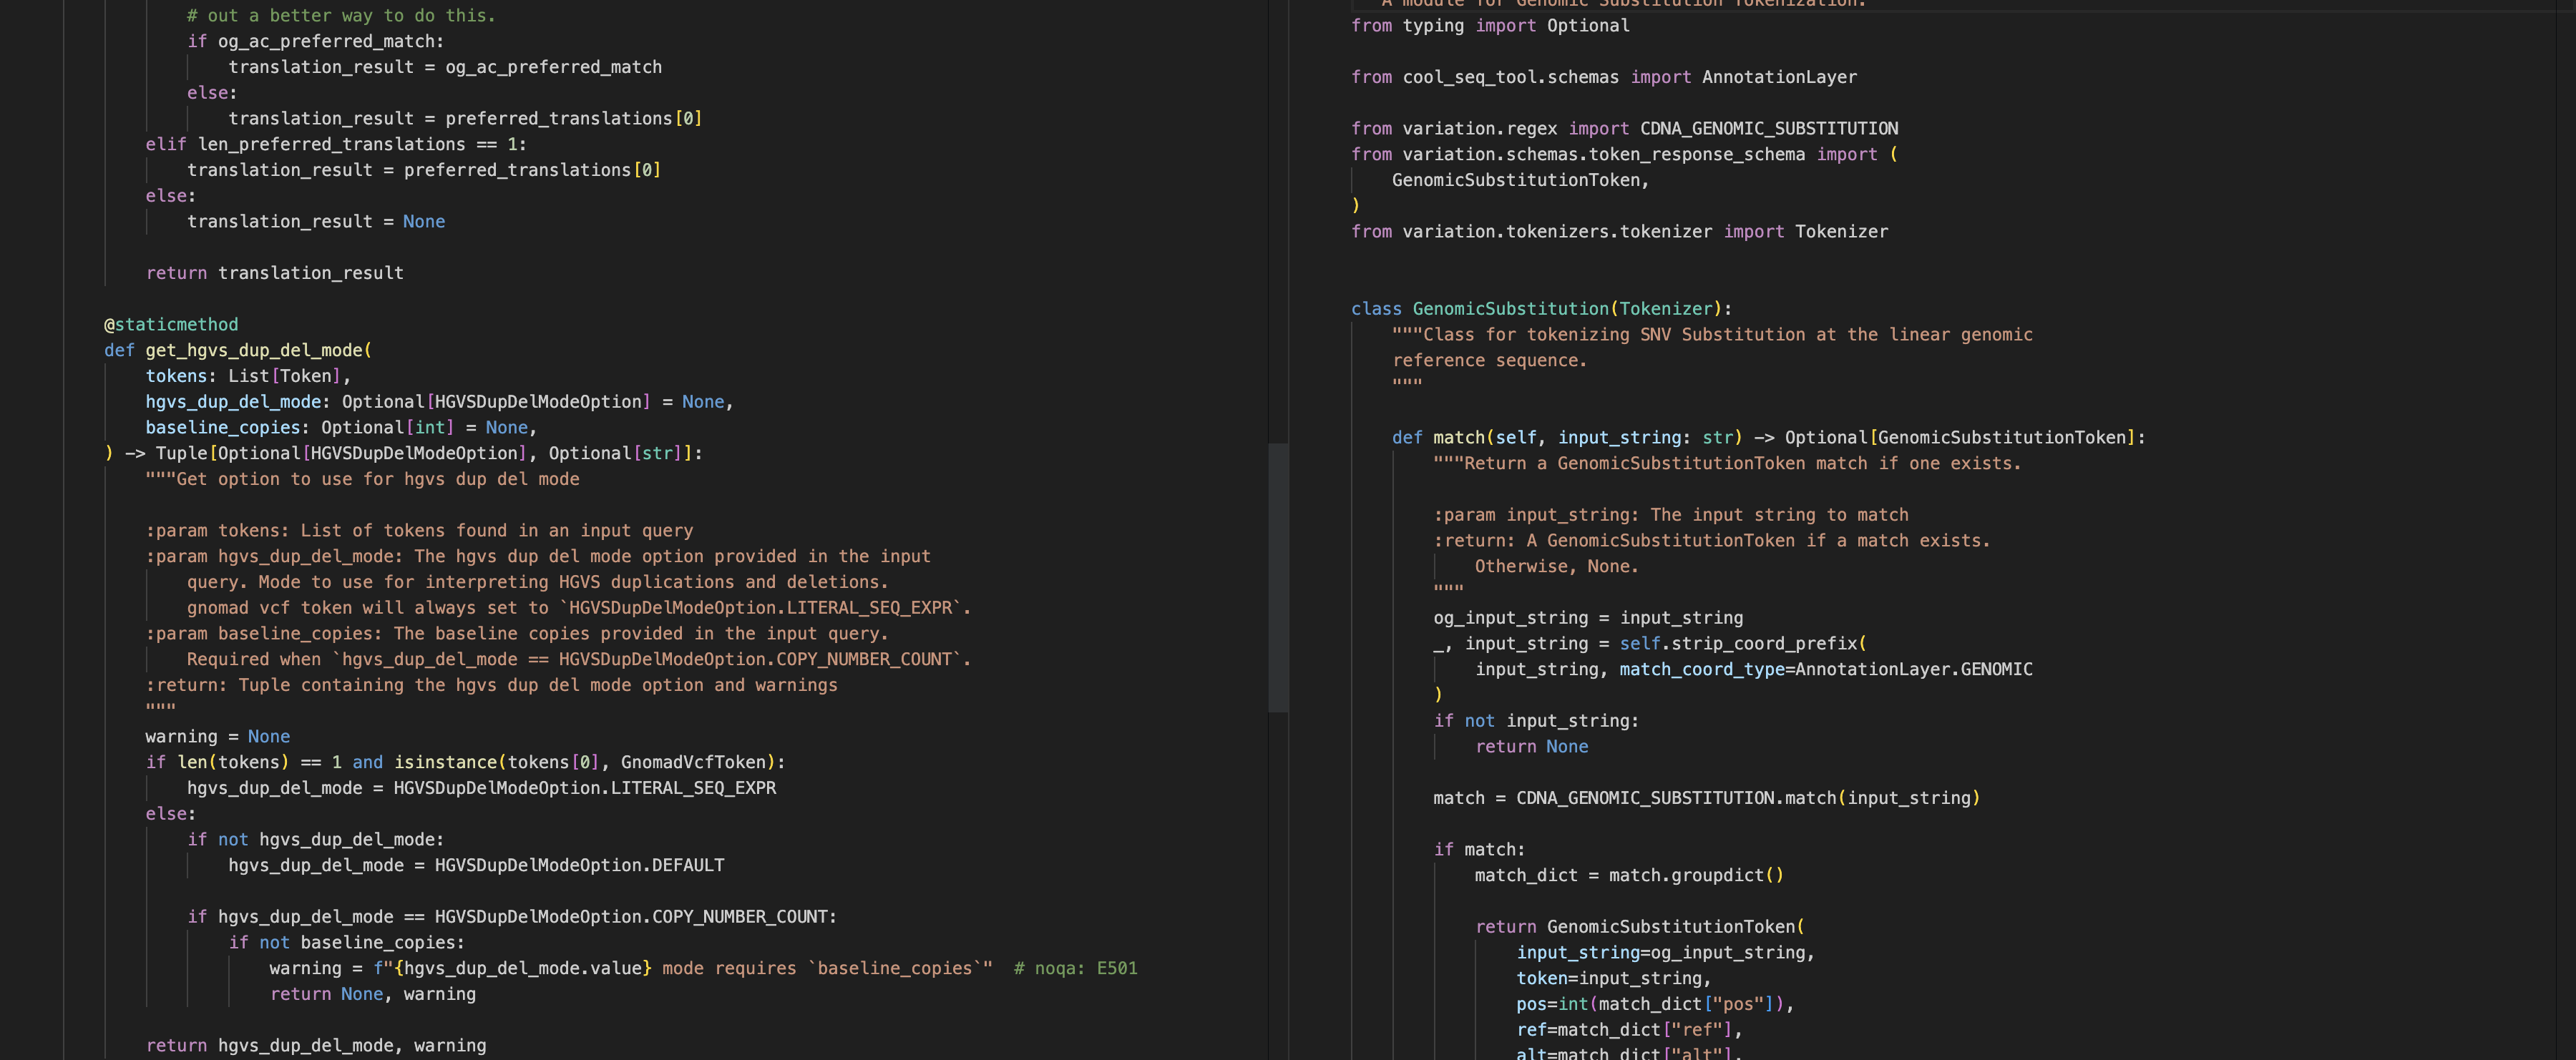 # out a better way to do this.
if og_ac_preferred_match:
translation_result = og_ac_preferred_match
else:
translation_result = preferred_translations[0]
elif len_preferred_translations == 1:
translation_result = preferred_translations[0]
else:
translation_result = None
return translation_result
@staticmethod
def get_hgvs_dup_del_mode(
tokens: List[Token],
hgvs_dup_del_mode: Optional[HGVSDupDelModeOption] = None,
baseline_copies: Optional[int] = None,
) -> Tuple[Optional[HGVSDupDelModeOption], Optional[str]]:
"""Get option to use for hgvs dup del mode
:param tokens: List of tokens found in an input query
:param hgvs_dup_del_mode: The hgvs dup del mode option provided in the input
query. Mode to use for interpreting HGVS duplications and deletions.
gnomad vcf token will always set to `HGVSDupDelModeOption.LITERAL_SEQ_EXPR`.
:param baseline_copies: The baseline copies provided in the input query.
Required when `hgvs_dup_del_mode == HGVSDupDelModeOption.COPY_NUMBER_COUNT`.
:return: Tuple containing the hgvs dup del mode option and warnings
"""
warning = None
if len(tokens) == 1 and isinstance(tokens[0], GnomadVcfToken):
hgvs_dup_del_mode = HGVSDupDelModeOption.LITERAL_SEQ_EXPR
else:
if not hgvs_dup_del_mode:
hgvs_dup_del_mode = HGVSDupDelModeOption.DEFAULT
if hgvs_dup_del_mode == HGVSDupDelModeOption.COPY_NUMBER_COUNT:
if not baseline_copies:
warning = f"{hgvs_dup_del_mode.value} mode requires `baseline_copies`"  # noqa: E501
return None, warning
return hgvs_dup_del_mode, warning
A module for Genomic Substitution Tokenization.
from typing import Optional
from cool_seq_tool.schemas import AnnotationLayer
from variation.regex import CDNA_GENOMIC_SUBSTITUTION
from variation.schemas.token_response_schema import (
GenomicSubstitutionToken,
)
from variation.tokenizers.tokenizer import Tokenizer
class GenomicSubstitution(Tokenizer):
"""Class for tokenizing SNV Substitution at the linear genomic
reference sequence.
"""
def match(self, input_string: str) -> Optional[GenomicSubstitutionToken]:
"""Return a GenomicSubstitutionToken match if one exists.
:param input_string: The input string to match
:return: A GenomicSubstitutionToken if a match exists.
Otherwise, None.
"""
og_input_string = input_string
_, input_string = self.strip_coord_prefix(
input_string, match_coord_type=AnnotationLayer.GENOMIC
)
if not input_string:
return None
match = CDNA_GENOMIC_SUBSTITUTION.match(input_string)
if match:
match_dict = match.groupdict()
return GenomicSubstitutionToken(
input_string=og_input_string,
token=input_string,
pos=int(match_dict["pos"]),
ref=match_dict["ref"],
alt=match_dict["alt"],